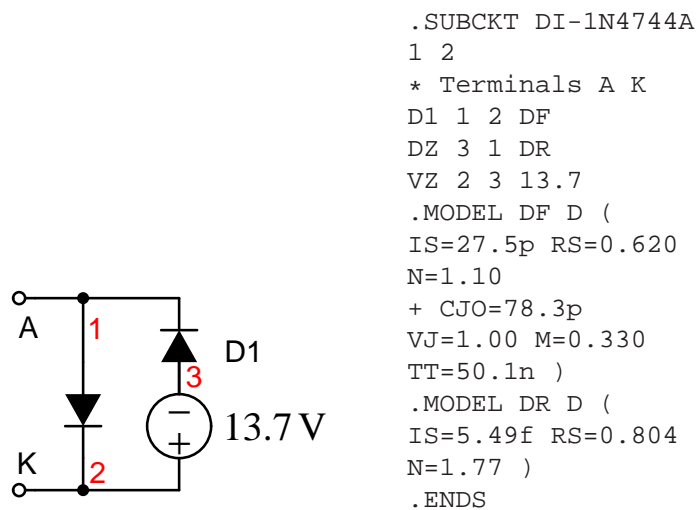 A
1
D1
3
13.7 V
K
2
−
+
.SUBCKT DI-1N4744A
1 2
* Terminals A K
D1 1 2 DF
DZ 3 1 DR
VZ 2 3 13.7
.MODEL DF D (
IS=27.5p RS=0.620
N=1.10
+ CJO=78.3p
VJ=1.00 M=0.330
TT=50.1n )
.MODEL DR D (
IS=5.49f RS=0.804
N=1.77 )
.ENDS